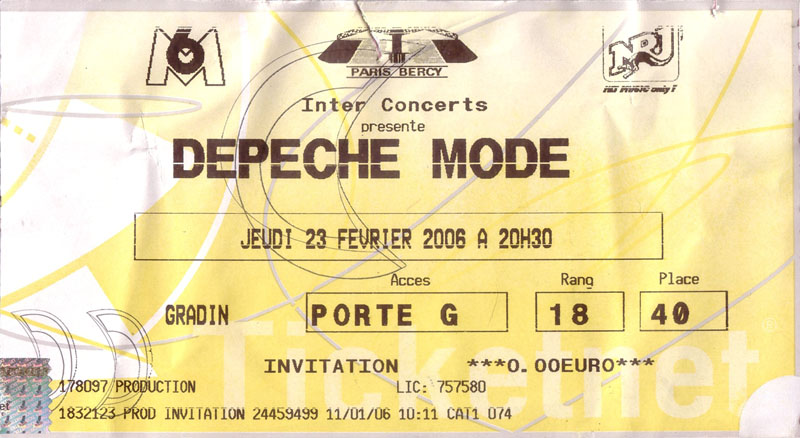 M6
PARIS BERCY
NRJ
HIT MUSIC only !
Inter Concerts
presente
DEPECHE MODE
JEUDI 23 FEVRIER 2006 A 20H30
Acces Rang Place
GRADIN PORTE G 18 40
INVITATION ***0.00EURO***
178097 PRODUCTION LIC: 757580
1832123 PROD INVITATION 24459499 11/01/06 10:11 CAT1 074
Ticketnet
et